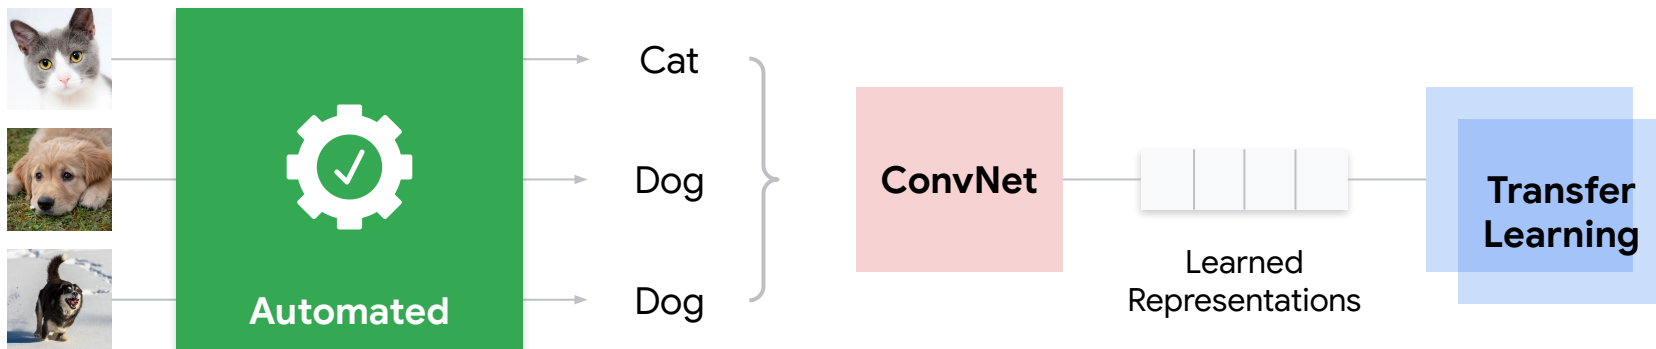 Automated
Cat
Dog
Dog
ConvNet
Learned
Representations
Transfer
Learning